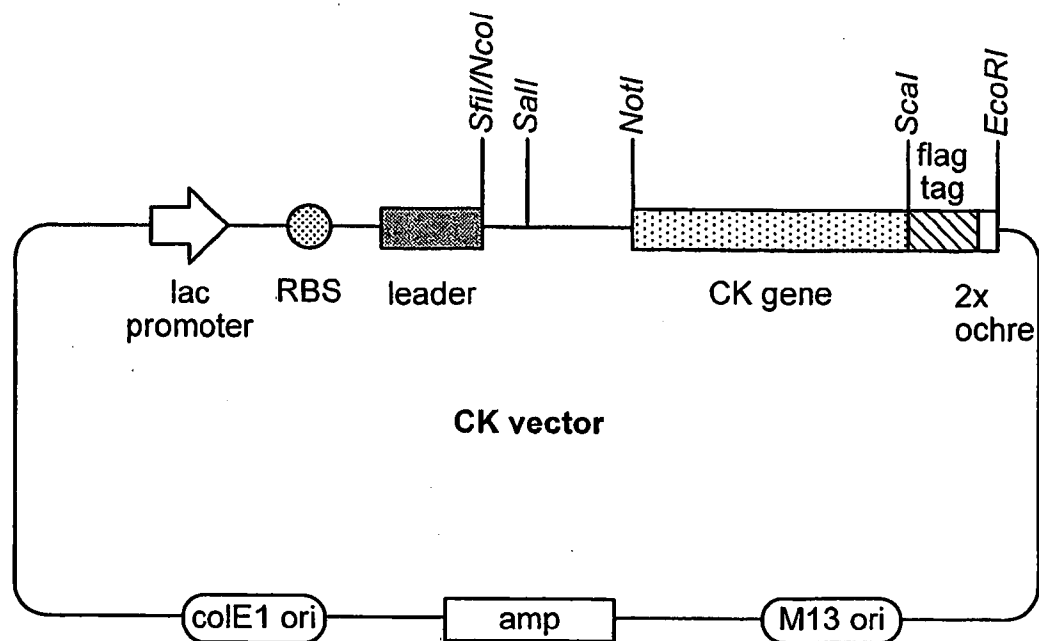 SfiI/NcoI
SalI
NotI
ScaI
EcoRI
flag
tag
lac
promoter
RBS
leader
CK gene
2x
ochre
CK vector
colE1 ori
amp
M13 ori